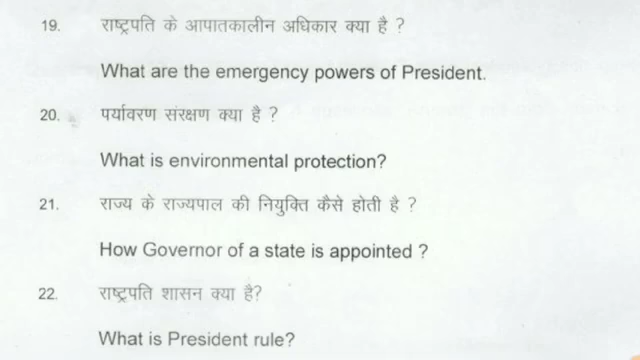 19. राष्ट्रपति के आपातकालीन अधिकार क्या है ?
What are the emergency powers of President.
20. पर्यावरण संरक्षण क्या है ?
What is environmental protection?
21. राज्य के राज्यपाल की नियुक्ति कैसे होती है ?
How Governor of a state is appointed ?
22. राष्ट्रपति शासन क्या है?
What is President rule?